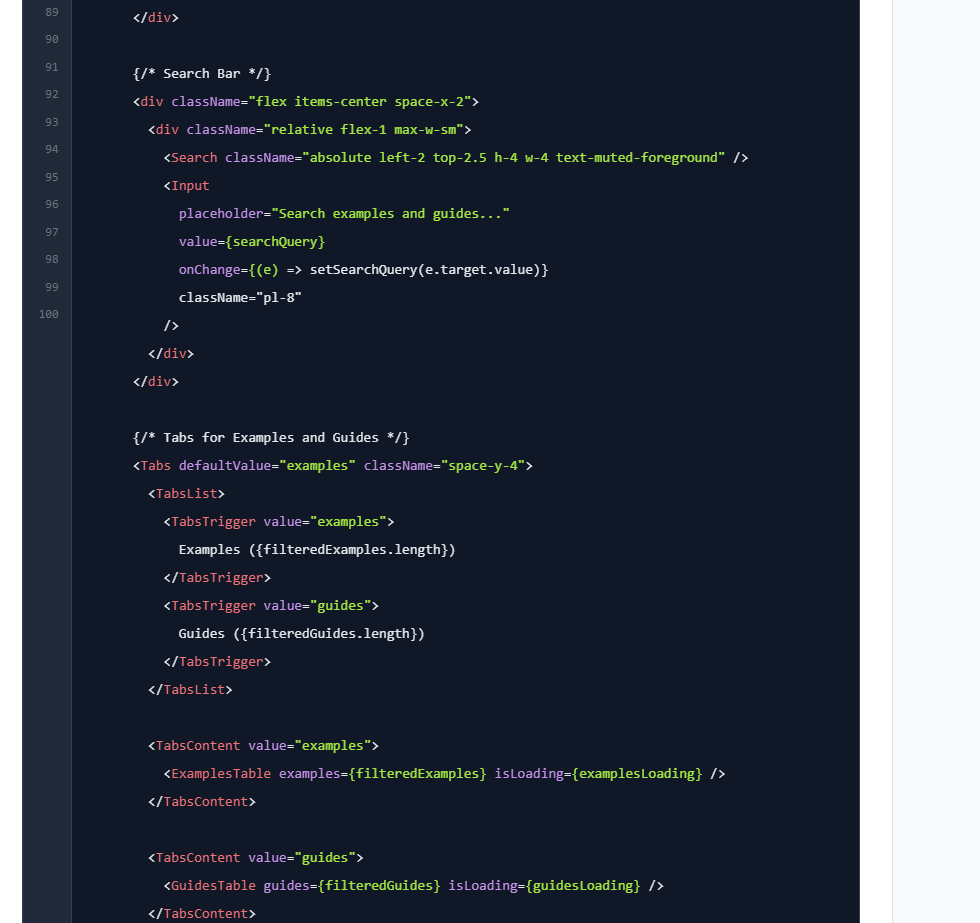 89
90
91
92
93
94
95
96
97
98
99
100
</div>
{/* Search Bar */}
<div className="flex items-center space-x-2">
<div className="relative flex-1 max-w-sm">
<Search className="absolute left-2 top-2.5 h-4 w-4 text-muted-foreground" />
<Input
placeholder="Search examples and guides..."
value={searchQuery}
onChange={(e) => setSearchQuery(e.target.value)}
className="pl-8"
/>
</div>
</div>
{/* Tabs for Examples and Guides */}
<Tabs defaultValue="examples" className="space-y-4">
<TabsList>
<TabsTrigger value="examples">
Examples ({filteredExamples.length})
</TabsTrigger>
<TabsTrigger value="guides">
Guides ({filteredGuides.length})
</TabsTrigger>
</TabsList>
<TabsContent value="examples">
<ExamplesTable examples={filteredExamples} isLoading={examplesLoading} />
</TabsContent>
<TabsContent value="guides">
<GuidesTable guides={filteredGuides} isLoading={guidesLoading} />
</TabsContent>